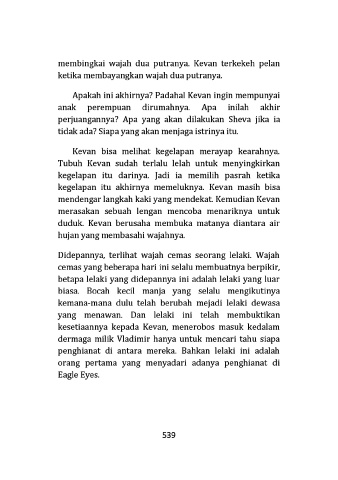 membingkai wajah dua putranya. Kevan terkekeh pelan
ketika membayangkan wajah dua putranya.
Apakah ini akhirnya? Padahal Kevan ingin mempunyai
anak perempuan dirumahnya. Apa inilah akhir
perjuangannya? Apa yang akan dilakukan Sheva jika ia
tidak ada? Siapa yang akan menjaga istrinya itu.
Kevan bisa melihat kegelapan merayap kearahnya.
Tubuh Kevan sudah terlalu lelah untuk menyingkirkan
kegelapan itu darinya. Jadi ia memilih pasrah ketika
kegelapan itu akhirnya memeluknya. Kevan masih bisa
mendengar langkah kaki yang mendekat. Kemudian Kevan
merasakan sebuah lengan mencoba menariknya untuk
duduk. Kevan berusaha membuka matanya diantara air
hujan yang membasahi wajahnya.
Didepannya, terlihat wajah cemas seorang lelaki. Wajah
cemas yang beberapa hari ini selalu membuatnya berpikir,
betapa lelaki yang didepannya ini adalah lelaki yang luar
biasa. Bocah kecil manja yang selalu mengikutinya
kemana-mana dulu telah berubah mejadi lelaki dewasa
yang menawan. Dan lelaki ini telah membuktikan
kesetiaannya kepada Kevan, menerobos masuk kedalam
dermaga milik Vladimir hanya untuk mencari tahu siapa
penghianat di antara mereka. Bahkan lelaki ini adalah
orang pertama yang menyadari adanya penghianat di
Eagle Eyes.
539